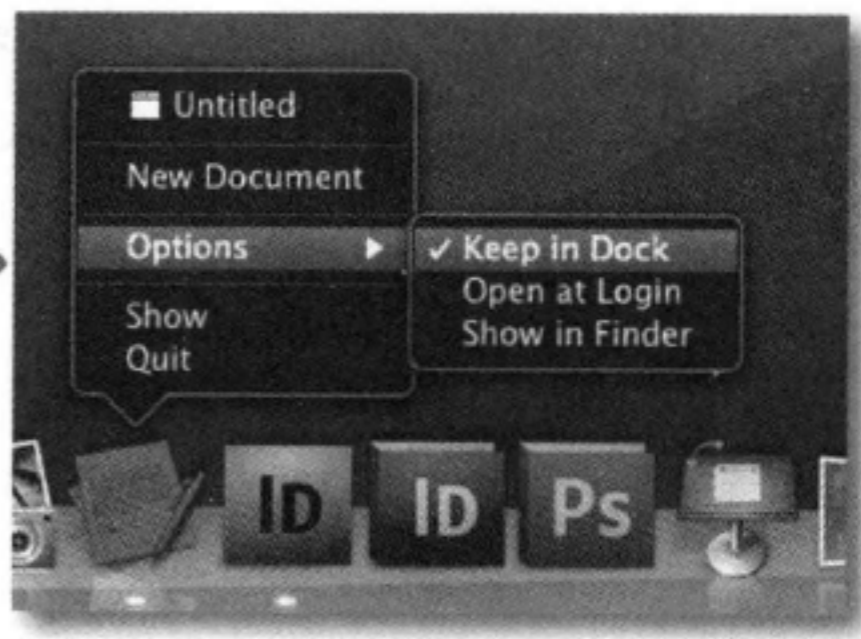 Untitled
New Document
Options
Show
Quit
✓ Keep in Dock
Open at Login
Show in Finder
ID
ID
Ps